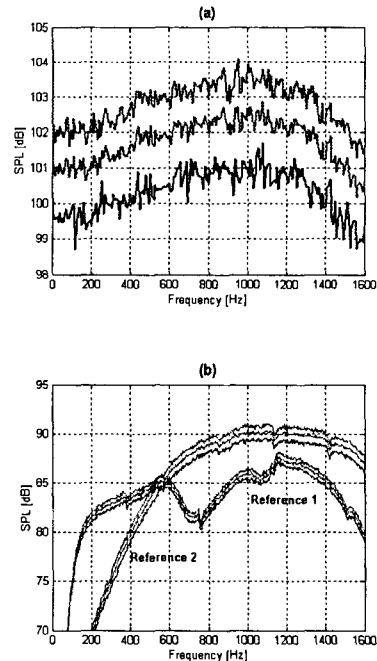 (a)
105
104
103
102
101
100
99
98
SPL [dB]
0 200 400 600 800 1000 1200 1400 1600
Frequency [Hz]
(b)
95
90
85
80
75
70
SPL [dB]
Reference 1
Reference 2
0 200 400 600 800 1000 1200 1400 1600
Frequency [Hz]